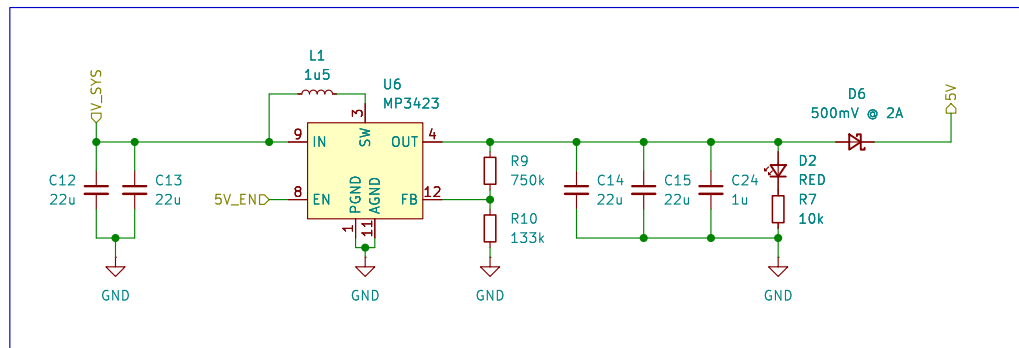 V_SYS
C12
22u
C13
22u
GND
L1
1u5
U6
MP3423
3
SW
9
IN
OUT
4
8
EN
FB
12
5V_EN
PGND
AGND
1
11
GND
R9
750k
R10
133k
GND
C14
22u
C15
22u
C24
1u
D2
RED
R7
10k
GND
D6
500mV @ 2A
5V